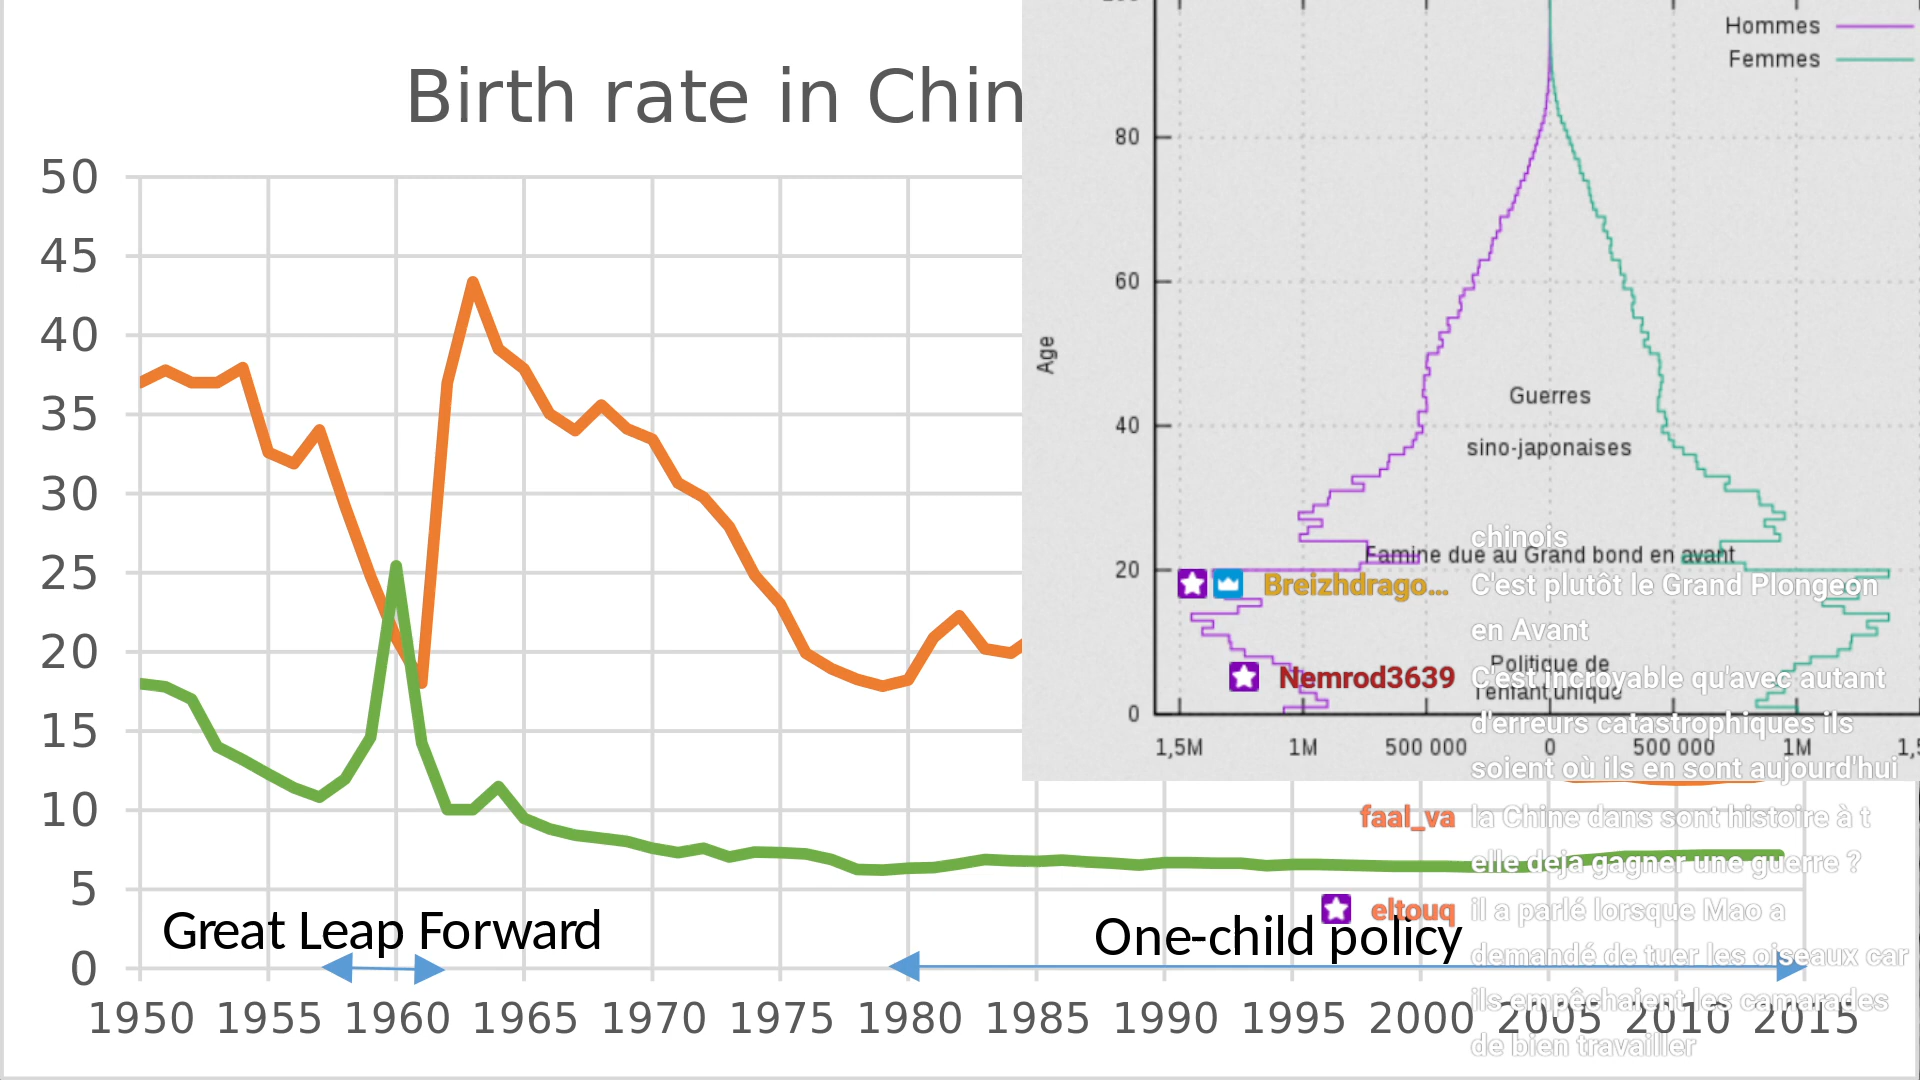 Birth rate in Chin
50
45
40
35
30
25
20
15
10
5
0
1950 1955 1960 1965 1970 1975 1980 1985 1990 1995 2000 2005 2010 2015
Great Leap Forward
One-child policy
Hommes
Femmes
80
60
40
20
0
Age
Guerres
sino-japonaises
Famine due au Grand bond en avant
Politique de
l'enfant unique
1,5M 1M 500 000 0 500 000 1M
chinois
Breizhdrago... C'est plutôt le Grand Plongeon
en Avant
Nemrod3639 C'est incroyable qu'avec autant
d'erreurs catastrophiques ils
soient où ils en sont aujourd'hui
faal_va la Chine dans sont histoire à t
elle deja gagner une guerre ?
eltouq il a parlé lorsque Mao a
demandé de tuer les oiseaux car
ils empêchaient les camarades
de bien travailler